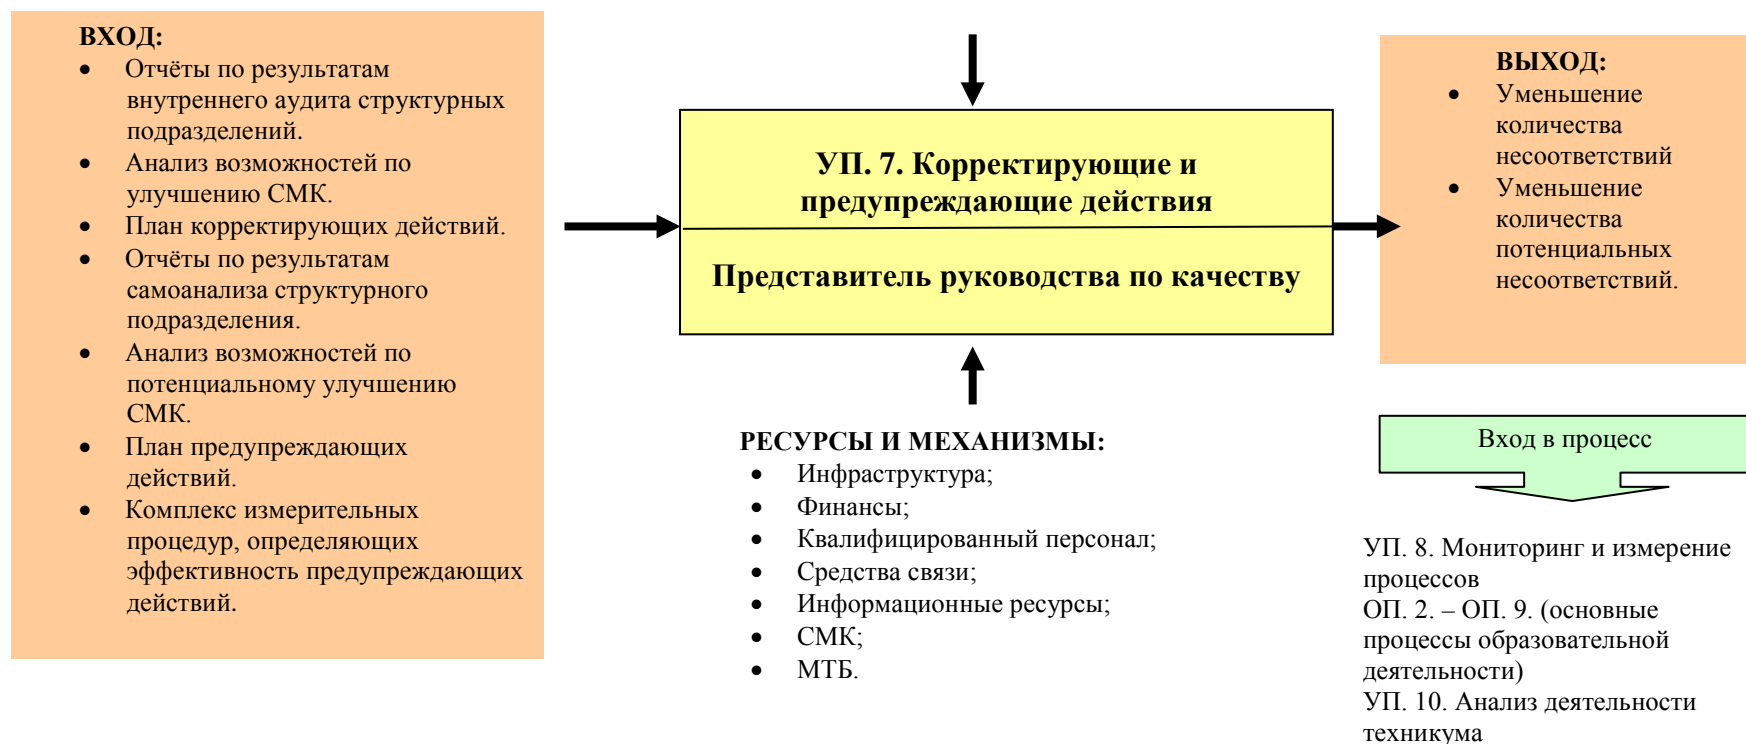 ВХОД:
• Отчёты по результатам
внутреннего аудита структурных
подразделений.
• Анализ возможностей по
улучшению СМК.
• План корректирующих действий.
• Отчёты по результатам
самоанализа структурного
подразделения.
• Анализ возможностей по
потенциальному улучшению
СМК.
• План предупреждающих
действий.
• Комплекс измерительных
процедур, определяющих
эффективность предупреждающих
действий.
УП. 7. Корректирующие и
предупреждающие действия
Представитель руководства по качеству
РЕСУРСЫ И МЕХАНИЗМЫ:
• Инфраструктура;
• Финансы;
• Квалифицированный персонал;
• Средства связи;
• Информационные ресурсы;
• СМК;
• МТБ.
ВЫХОД:
• Уменьшение
количества
несоответствий
• Уменьшение
количества
потенциальных
несоответствий.
Вход в процесс
УП. 8. Мониторинг и измерение
процессов
ОП. 2. – ОП. 9. (основные
процессы образовательной
деятельности)
УП. 10. Анализ деятельности
техникума